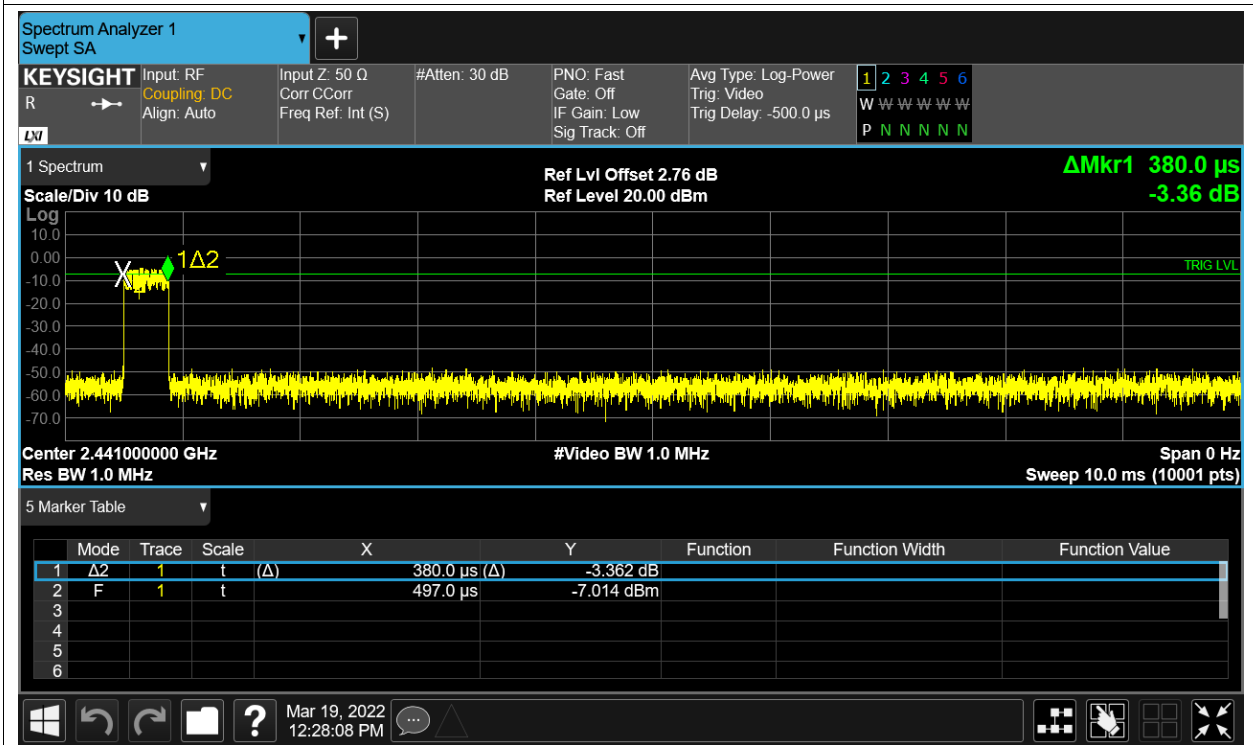 Spectrum Analyzer 1
Swept SA
+
KEYSIGHT Input: RF Input Z: 50 Ω #Atten: 30 dB PNO: Fast Avg Type: Log-Power 1 2 3 4 5 6
R Coupling: DC Corr CCorr Gate: Off Trig: Video W W W W W W
Align: Auto Freq Ref: Int (S) IF Gain: Low Trig Delay: -500.0 µs
LXI Sig Track: Off P N N N N N
1 Spectrum Ref Lvl Offset 2.76 dB ΔMkr1 380.0 µs
Scale/Div 10 dB Ref Level 20.00 dBm -3.36 dB
Log
10.0
0.00 X 1Δ2 TRIG LVL
-10.0
-20.0
-30.0
-40.0
-50.0
-60.0
-70.0
Center 2.441000000 GHz #Video BW 1.0 MHz Span 0 Hz
Res BW 1.0 MHz Sweep 10.0 ms (10001 pts)
5 Marker Table
Mode Trace Scale X Y Function Function Width Function Value
1 Δ2 1 t (Δ) 380.0 µs (Δ) -3.362 dB
2 F 1 t 497.0 µs -7.014 dBm
3
4
5
6
? Mar 19, 2022
12:28:08 PM